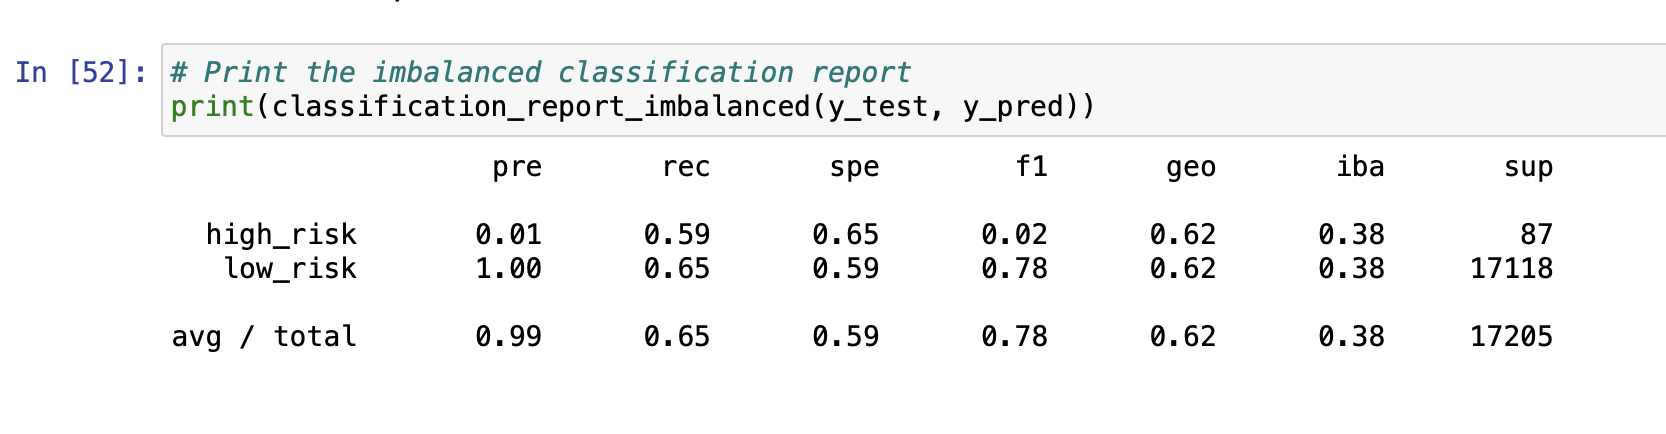 In [52]: # Print the imbalanced classification report
print(classification_report_imbalanced(y_test, y_pred))
pre rec spe f1 geo iba sup
high_risk 0.01 0.59 0.65 0.02 0.62 0.38 87
low_risk 1.00 0.65 0.59 0.78 0.62 0.38 17118
avg / total 0.99 0.65 0.59 0.78 0.62 0.38 17205